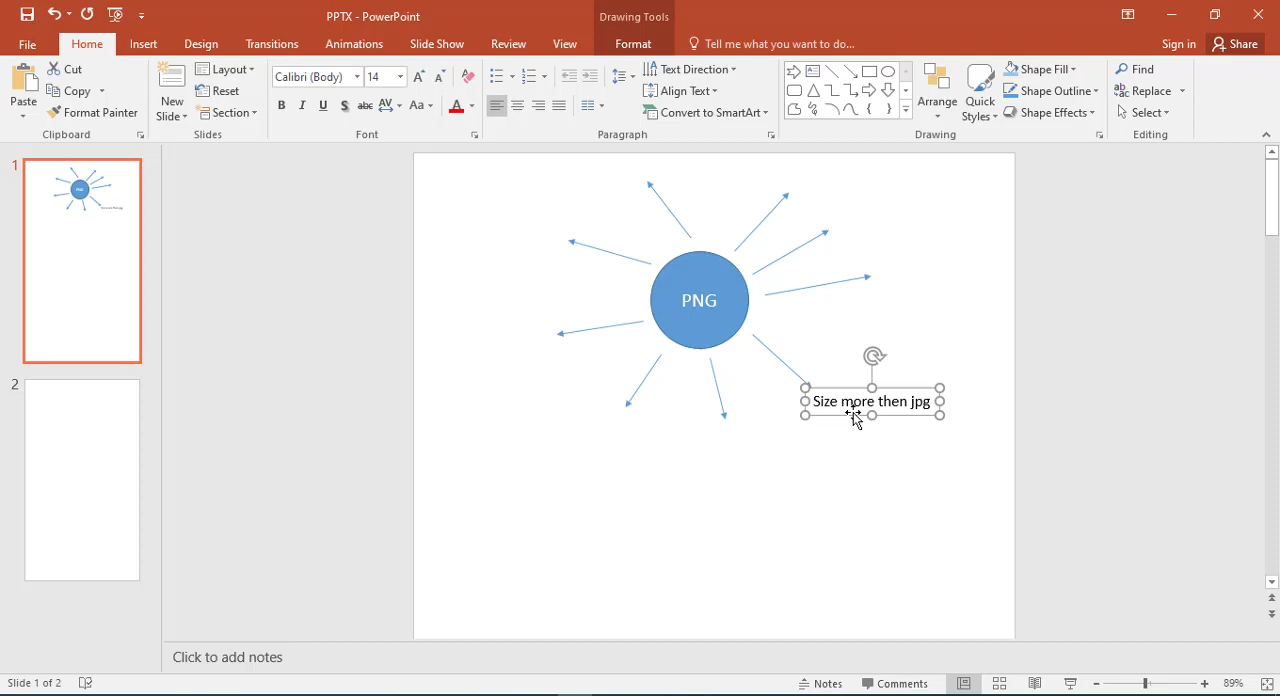 PPTX - PowerPoint
Drawing Tools
File Home Insert Design Transitions Animations Slide Show Review View Format Tell me what you want to do... Sign in Share
Paste
Cut
Copy
Format Painter
Clipboard
New
Slide
Layout
Reset
Section
Slides
Calibri (Body) 14
B I U S abc AV Aa A
Font
Text Direction
Align Text
Convert to SmartArt
Paragraph
Arrange
Quick
Styles
Shape Fill
Shape Outline
Shape Effects
Drawing
Find
Replace
Select
Editing
1
2
PNG
Size more then jpg
Click to add notes
Slide 1 of 2 Notes Comments 89%